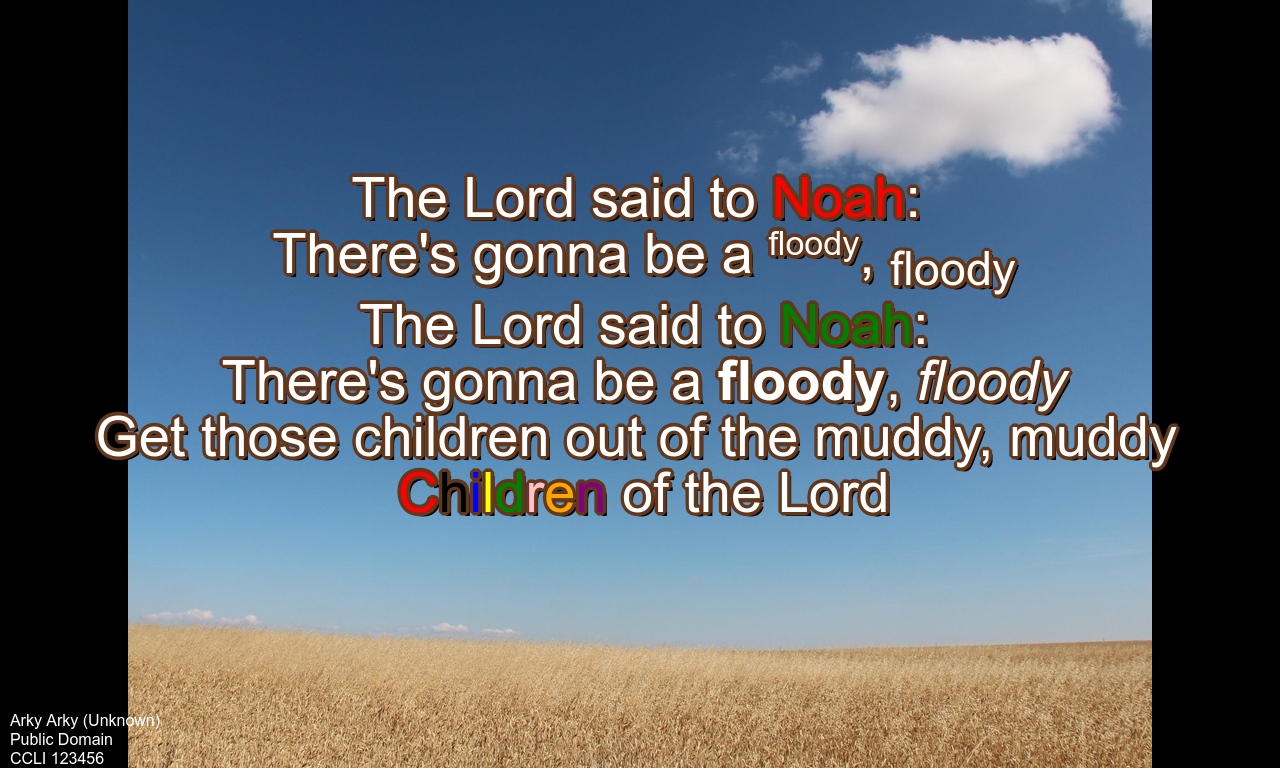 The Lord said to Noah:
There's gonna be a floody, floody
The Lord said to Noah:
There's gonna be a floody, floody
Get those children out of the muddy, muddy
Children of the Lord
Arky Arky (Unknown)
Public Domain
CCLI 123456